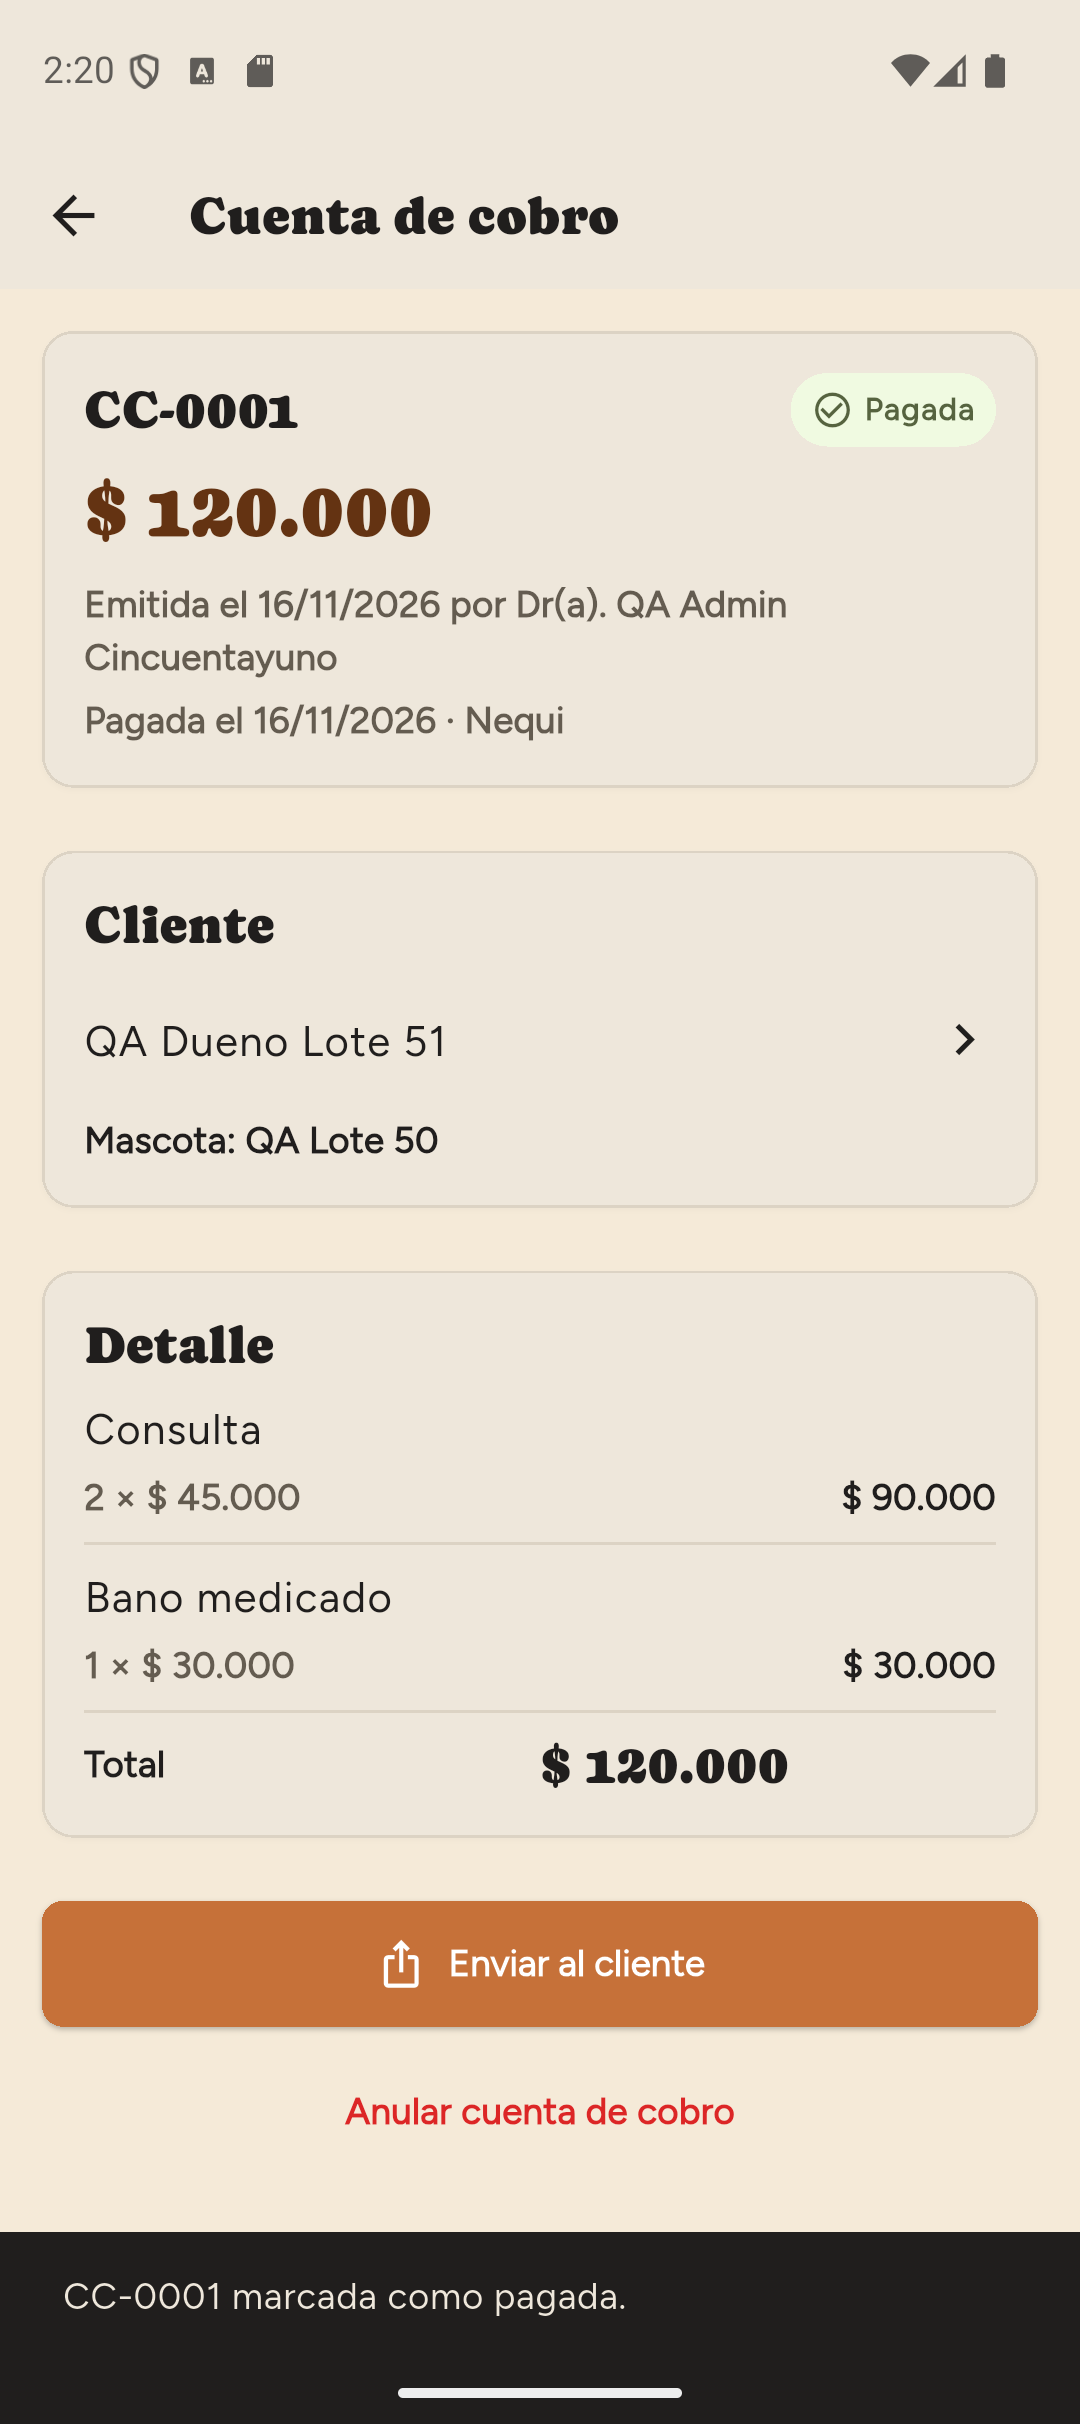 2:20
Cuenta de cobro
CC-0001
Pagada
$ 120.000
Emitida el 16/11/2026 por Dr(a). QA Admin
Cincuentayuno
Pagada el 16/11/2026 · Nequi
Cliente
QA Dueno Lote 51
Mascota: QA Lote 50
Detalle
Consulta
2 × $ 45.000 $ 90.000
Bano medicado
1 × $ 30.000 $ 30.000
Total $ 120.000
Enviar al cliente
Anular cuenta de cobro
CC-0001 marcada como pagada.